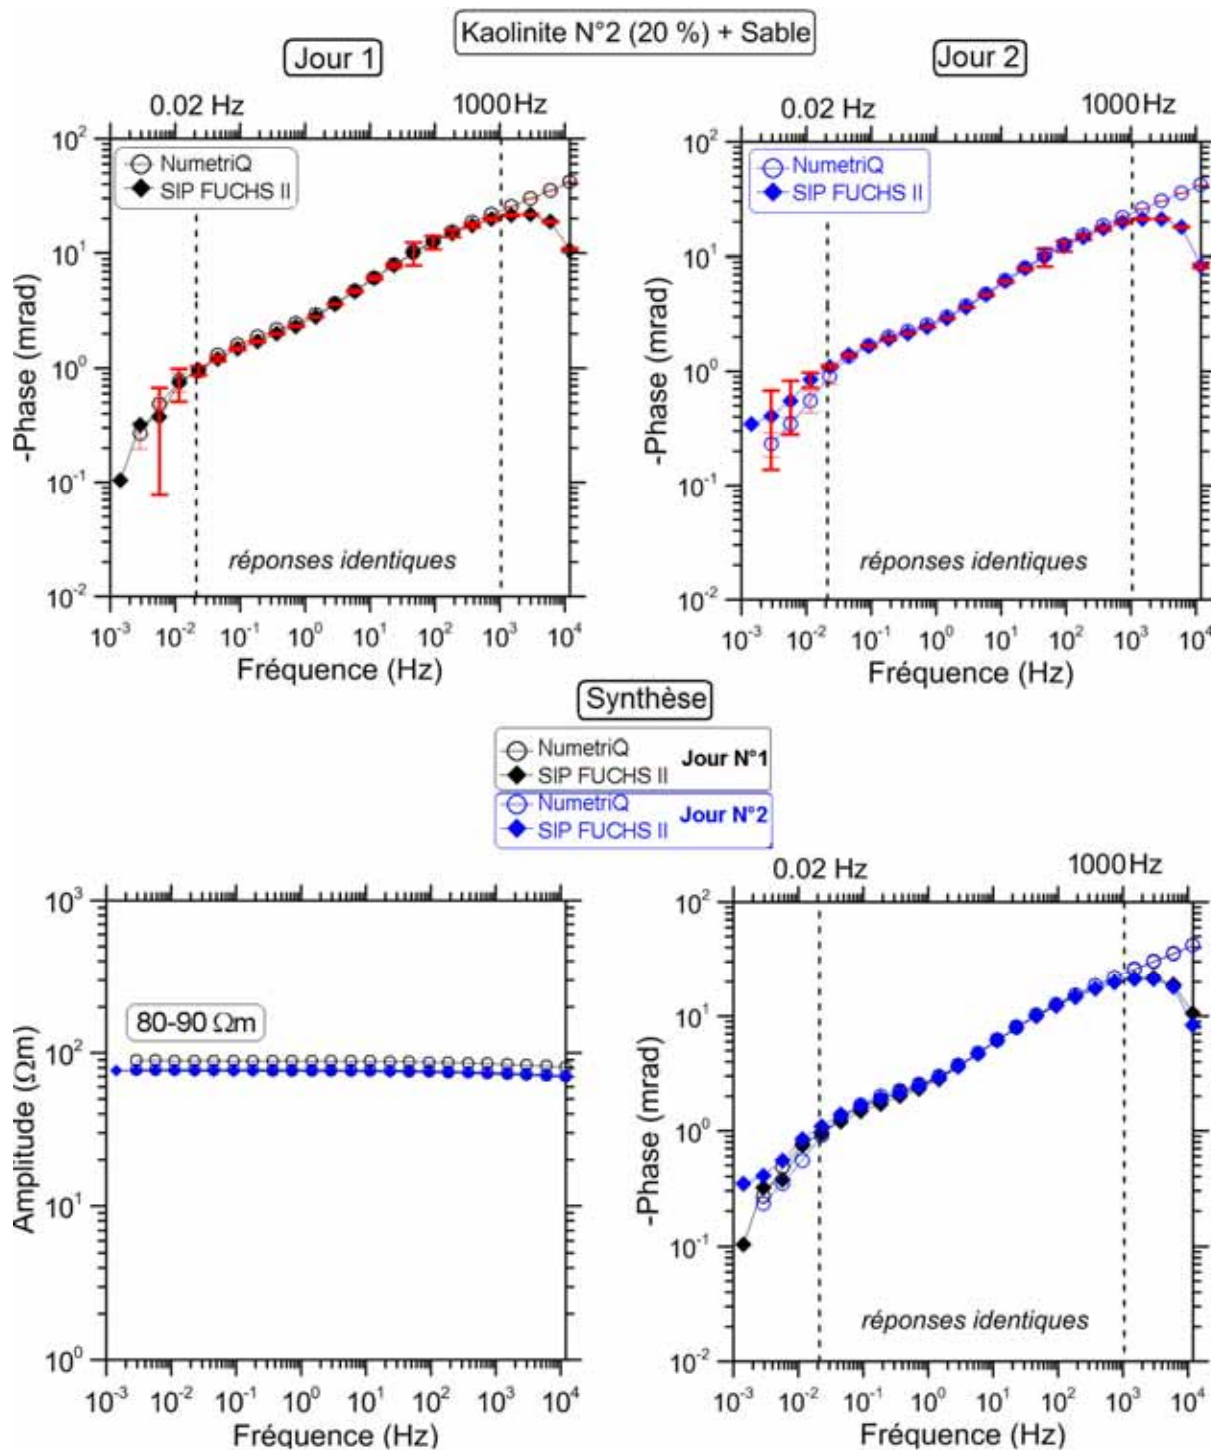 Kaolinite N°2 (20 %) + Sable
Jour 1
Jour 2
0.02 Hz
1000Hz
0.02 Hz
1000Hz
NumetriQ
SIP FUCHS II
NumetriQ
SIP FUCHS II
-Phase (mrad)
10² 10¹ 10⁰ 10⁻¹ 10⁻²
réponses identiques
10⁻³ 10⁻² 10⁻¹ 10⁰ 10¹ 10² 10³ 10⁴
Fréquence (Hz)
-Phase (mrad)
10² 10¹ 10⁰ 10⁻¹ 10⁻²
réponses identiques
10⁻³ 10⁻² 10⁻¹ 10⁰ 10¹ 10² 10³ 10⁴
Fréquence (Hz)
Synthèse
NumetriQ
SIP FUCHS II
Jour N°1
NumetriQ
SIP FUCHS II
Jour N°2
Amplitude (Ωm)
10³ 10² 10¹ 10⁰
80-90 Ωm
10⁻³ 10⁻² 10⁻¹ 10⁰ 10¹ 10² 10³ 10⁴
Fréquence (Hz)
0.02 Hz
1000Hz
-Phase (mrad)
10² 10¹ 10⁰ 10⁻¹ 10⁻²
réponses identiques
10⁻³ 10⁻² 10⁻¹ 10⁰ 10¹ 10² 10³ 10⁴
Fréquence (Hz)